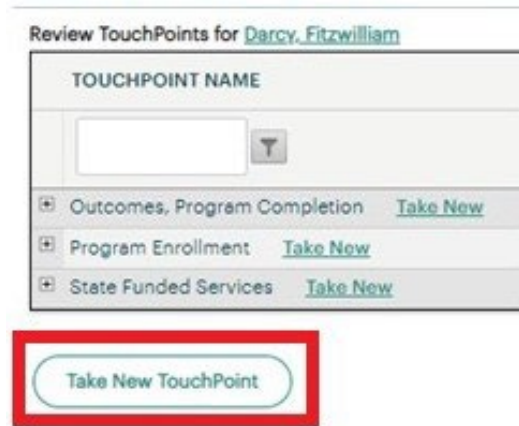 Review TouchPoints for Darcy, Fitzwilliam
TOUCHPOINT NAME
Outcomes, Program Completion Take New
Program Enrollment Take New
State Funded Services Take New
Take New TouchPoint